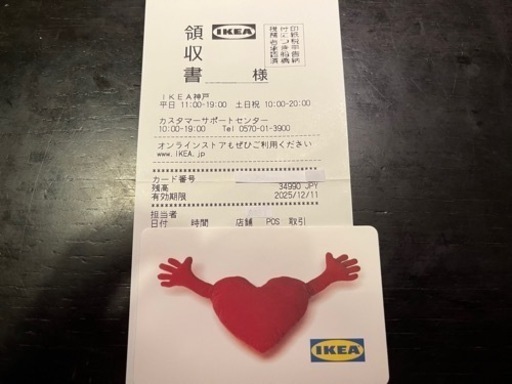 領収書 様
IKEA
IKEA神戸
平日 11:00-19:00 土日祝 10:00-20:00
カスタマーサポートセンター
10:00-19:00 Tel 0570-01-3900
オンラインストアもぜひご利用ください
www.IKEA.jp
カード番号
残高 34990 JPY
有効期限 2025/12/11
担当者
日付 時間 店舗 POS 取引
IKEA